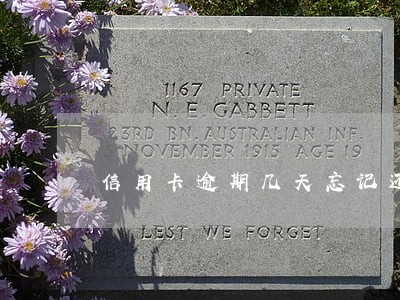 1167 PRIVATE
N. E. GABBETT
23RD BN. AUSTRALIAN INF.
NOVEMBER 1915 AGE 19
信用卡逾期几天忘记还
LEST WE FORGET